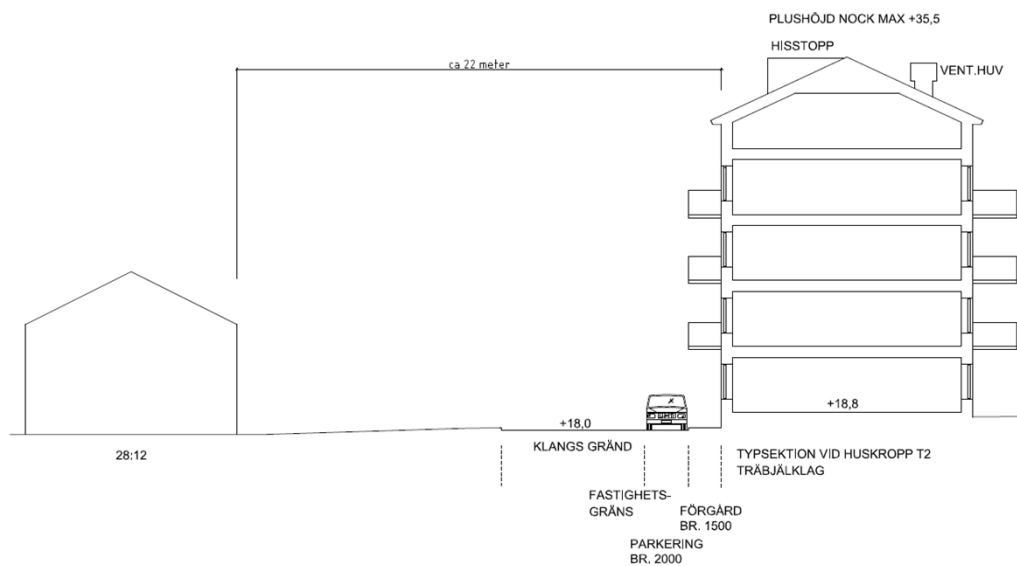 PLUSHÖJD NOCK MAX +35,5
HISSTOPP
VENT.HUV
ca 22 meter
+18,8
+18,0
KLANGS GRÄND
28:12
TYPSEKTION VID HUSKROPP T2
TRÄBJÄLKLAG
FASTIGHETS-
GRÄNS
FÖRGÅRD
BR. 1500
PARKERING
BR. 2000